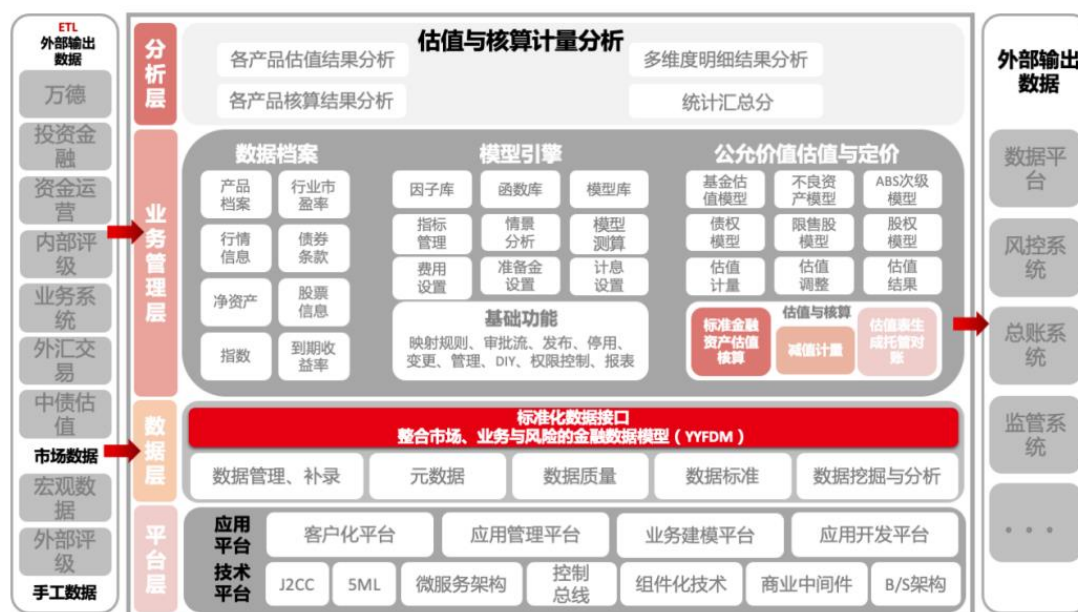 ETL
外部输出
数据
万德
投资金
融
资金运
营
内部评
级
业务系
统
外汇交
易
中债估
值
市场数据
宏观数
据
外部评
级
手工数据
分析层
估值与核算计量分析
各产品估值结果分析
多维度明细结果分析
各产品核算结果分析
统计汇总分
业务管理层
数据档案
产品
档案
行业市
盈率
行情
信息
债券
条款
净资产
股票
信息
指数
到期收
益率
模型引擎
因子库
函数库
模型库
指标
管理
情景
分析
模型
测算
费用
设置
准备金
设置
计息
设置
基础功能
映射规则、审批流、发布、停用、
变更、管理、DIY、权限控制、报表
公允价值估值与定价
基金估
值模型
不良资
产模型
ABS次级
模型
债权
模型
限售股
模型
股权
模型
估值
计量
估值
调整
估值
结果
估值与核算
标准金融
资产估值
核算
减值计量
估值表生
成托管对
账
数据层
标准化数据接口
整合市场、业务与风险的金融数据模型（YYFDM）
数据管理、补录
元数据
数据质量
数据标准
数据挖掘与分析
平台层
应用
平台
客户化平台
应用管理平台
业务建模平台
应用开发平台
技术
平台
J2CC
5ML
微服务架构
控制
总线
组件化技术
商业中间件
B/S架构
外部输出
数据
数据平
台
风控系
统
总账系
统
监管系
统
...